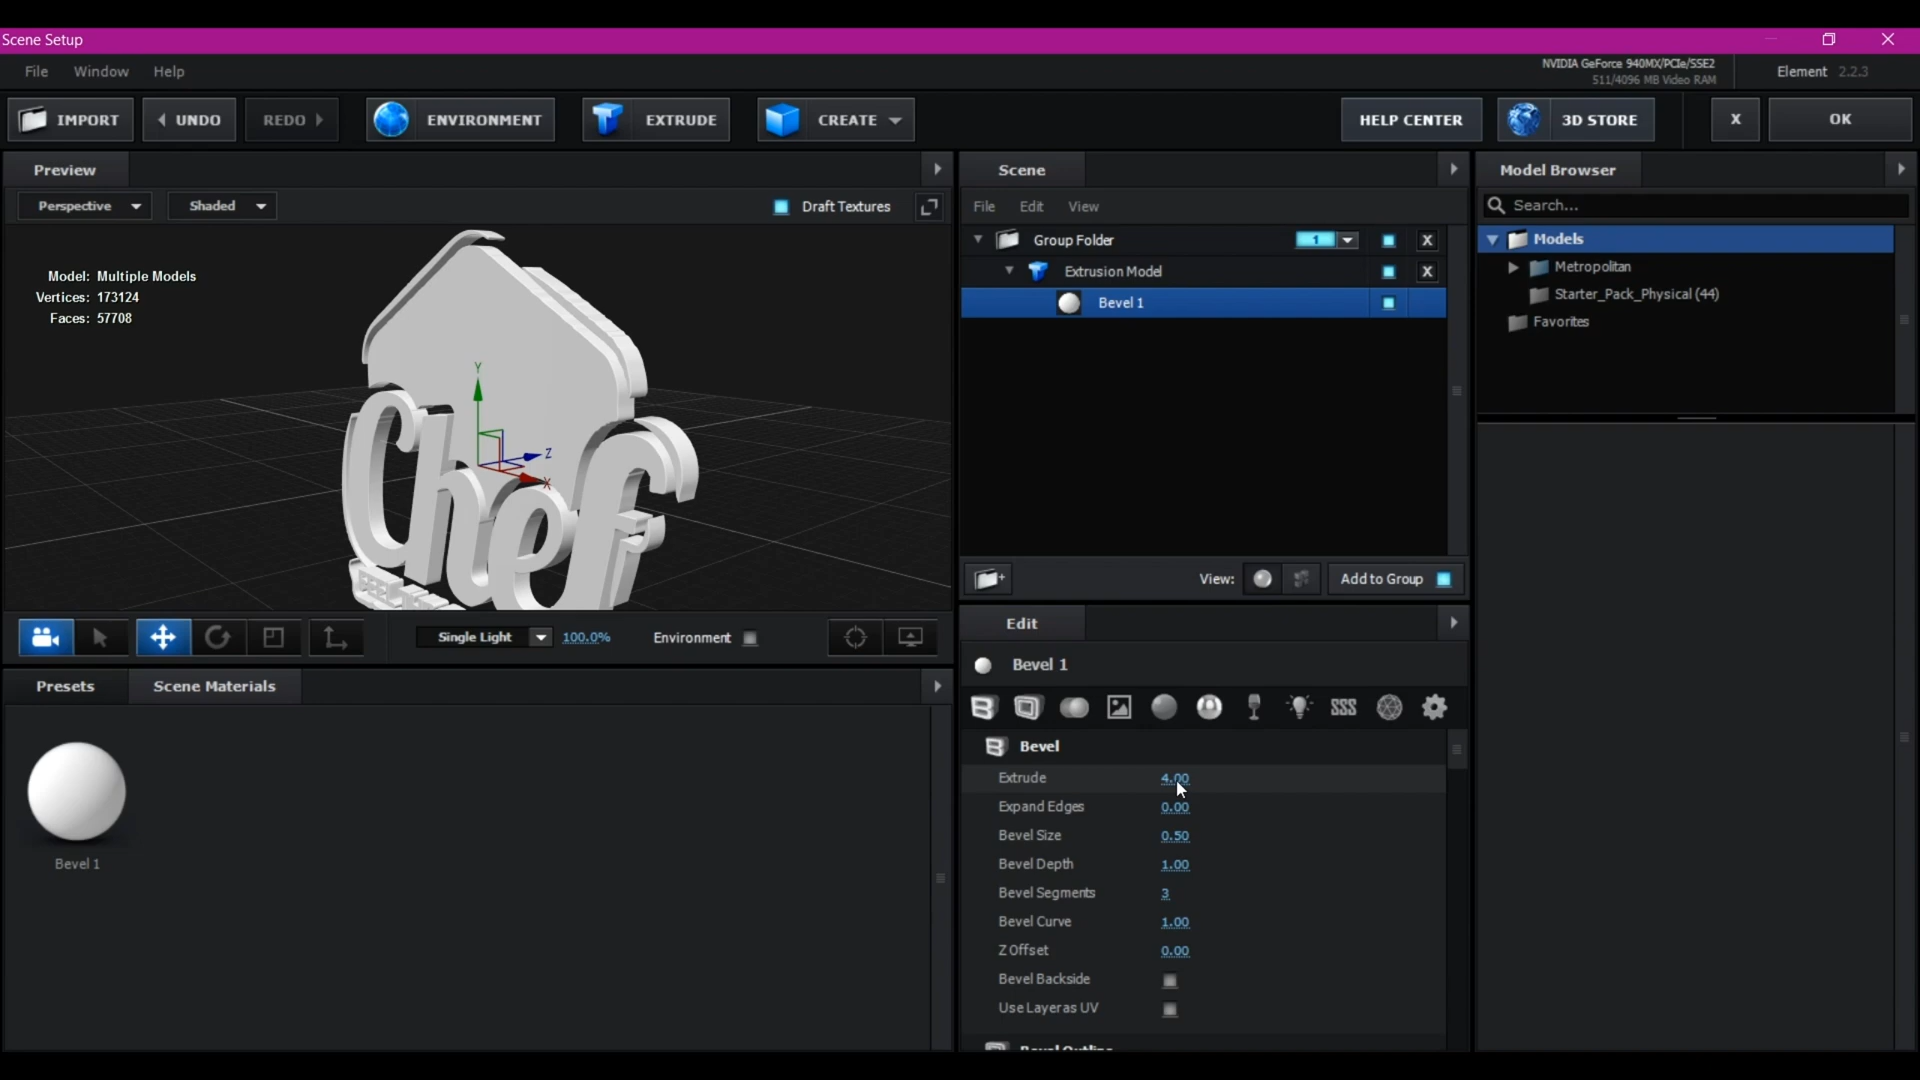 Scene Setup
File Window Help
NVIDIA GeForce 940MX/PCIe/SSE2
511/4096 MB Video RAM
Element 2.2.3
IMPORT UNDO REDO ENVIRONMENT EXTRUDE CREATE HELP CENTER 3D STORE X OK
Preview
Perspective Shaded Draft Textures
Model: Multiple Models
Vertices: 173124
Faces: 57708
Y
Z
X
Chef
Single Light 100.0% Environment
Presets Scene Materials
Bevel 1
Scene
File Edit View
Group Folder 1 X
Extrusion Model X
Bevel 1
View: Add to Group
Edit
Bevel 1
SSS
Bevel
Extrude 4.00
Expand Edges 0.00
Bevel Size 0.50
Bevel Depth 1.00
Bevel Segments 3
Bevel Curve 1.00
Z Offset 0.00
Bevel Backside
Use Layer as UV
Bevel Outline
Model Browser
Search...
Models
Metropolitan
Starter_Pack_Physical (44)
Favorites